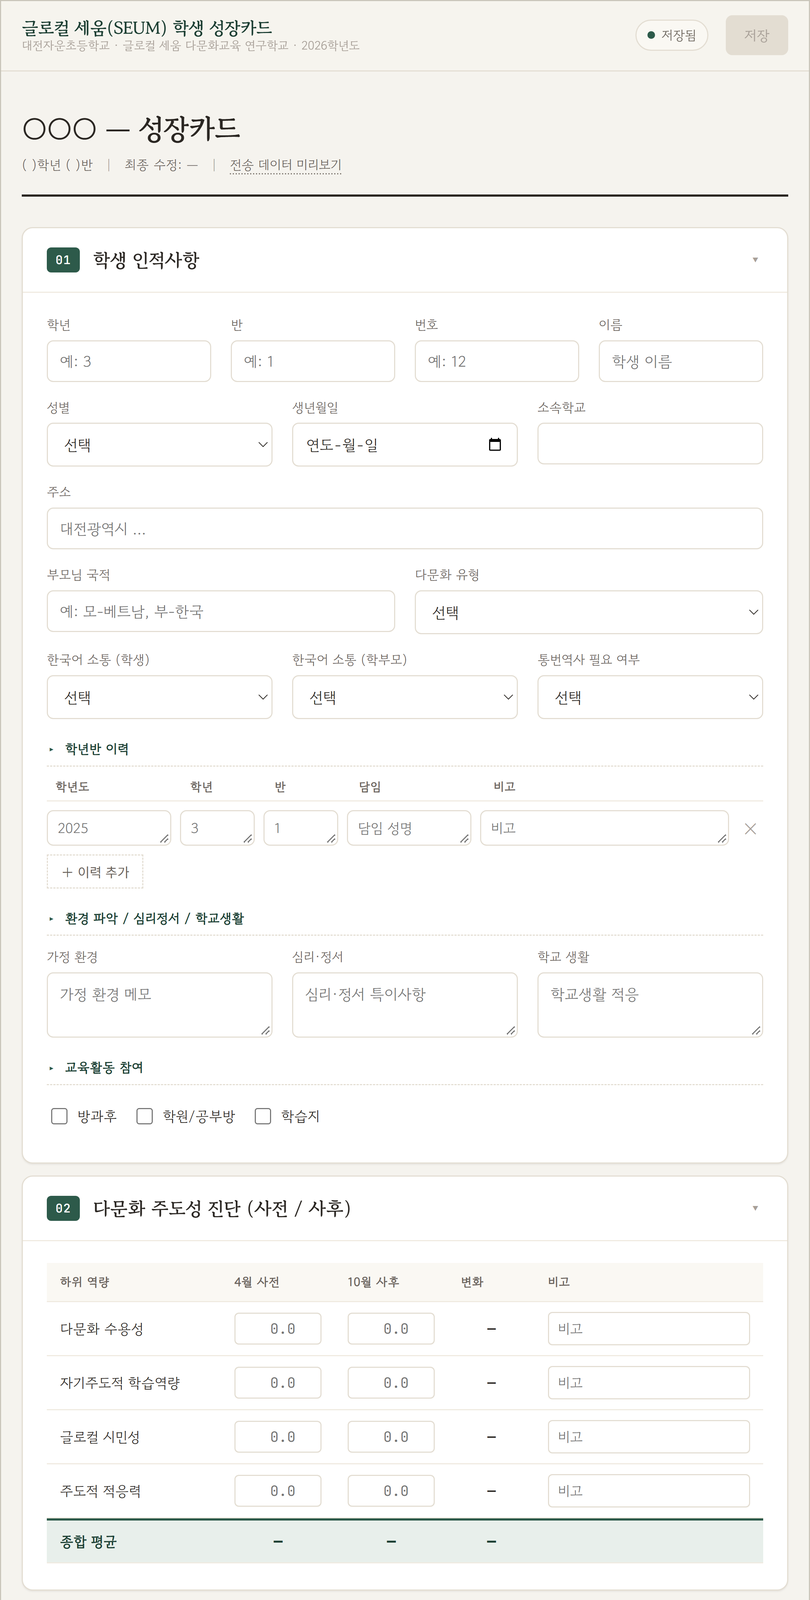 글로컬 세움(SEUM) 학생 성장카드
대전자운초등학교 · 글로컬 세움 다문화교육 연구학교 · 2026학년도
저장됨
저장
○○○ — 성장카드
( )학년 ( )반 | 최종 수정: — | 전송 데이터 미리보기
01 학생 인적사항
학년 반 번호 이름
예: 3 예: 1 예: 12 학생 이름
성별 생년월일 소속학교
선택 연도-월-일
주소
대전광역시 ...
부모님 국적 다문화 유형
예: 모-베트남, 부-한국 선택
한국어 소통 (학생) 한국어 소통 (학부모) 통번역사 필요 여부
선택 선택 선택
학년반 이력
학년도 학년 반 담임 비고
2025 3 1 담임 성명 비고
+ 이력 추가
환경 파악 / 심리정서 / 학교생활
가정 환경 심리·정서 학교 생활
가정 환경 메모 심리·정서 특이사항 학교생활 적응
교육활동 참여
방과후 학원/공부방 학습지
02 다문화 주도성 진단 (사전 / 사후)
하위 역량 4월 사전 10월 사후 변화 비고
다문화 수용성 0.0 0.0 — 비고
자기주도적 학습역량 0.0 0.0 — 비고
글로컬 시민성 0.0 0.0 — 비고
주도적 적응력 0.0 0.0 — 비고
종합 평균 — — —